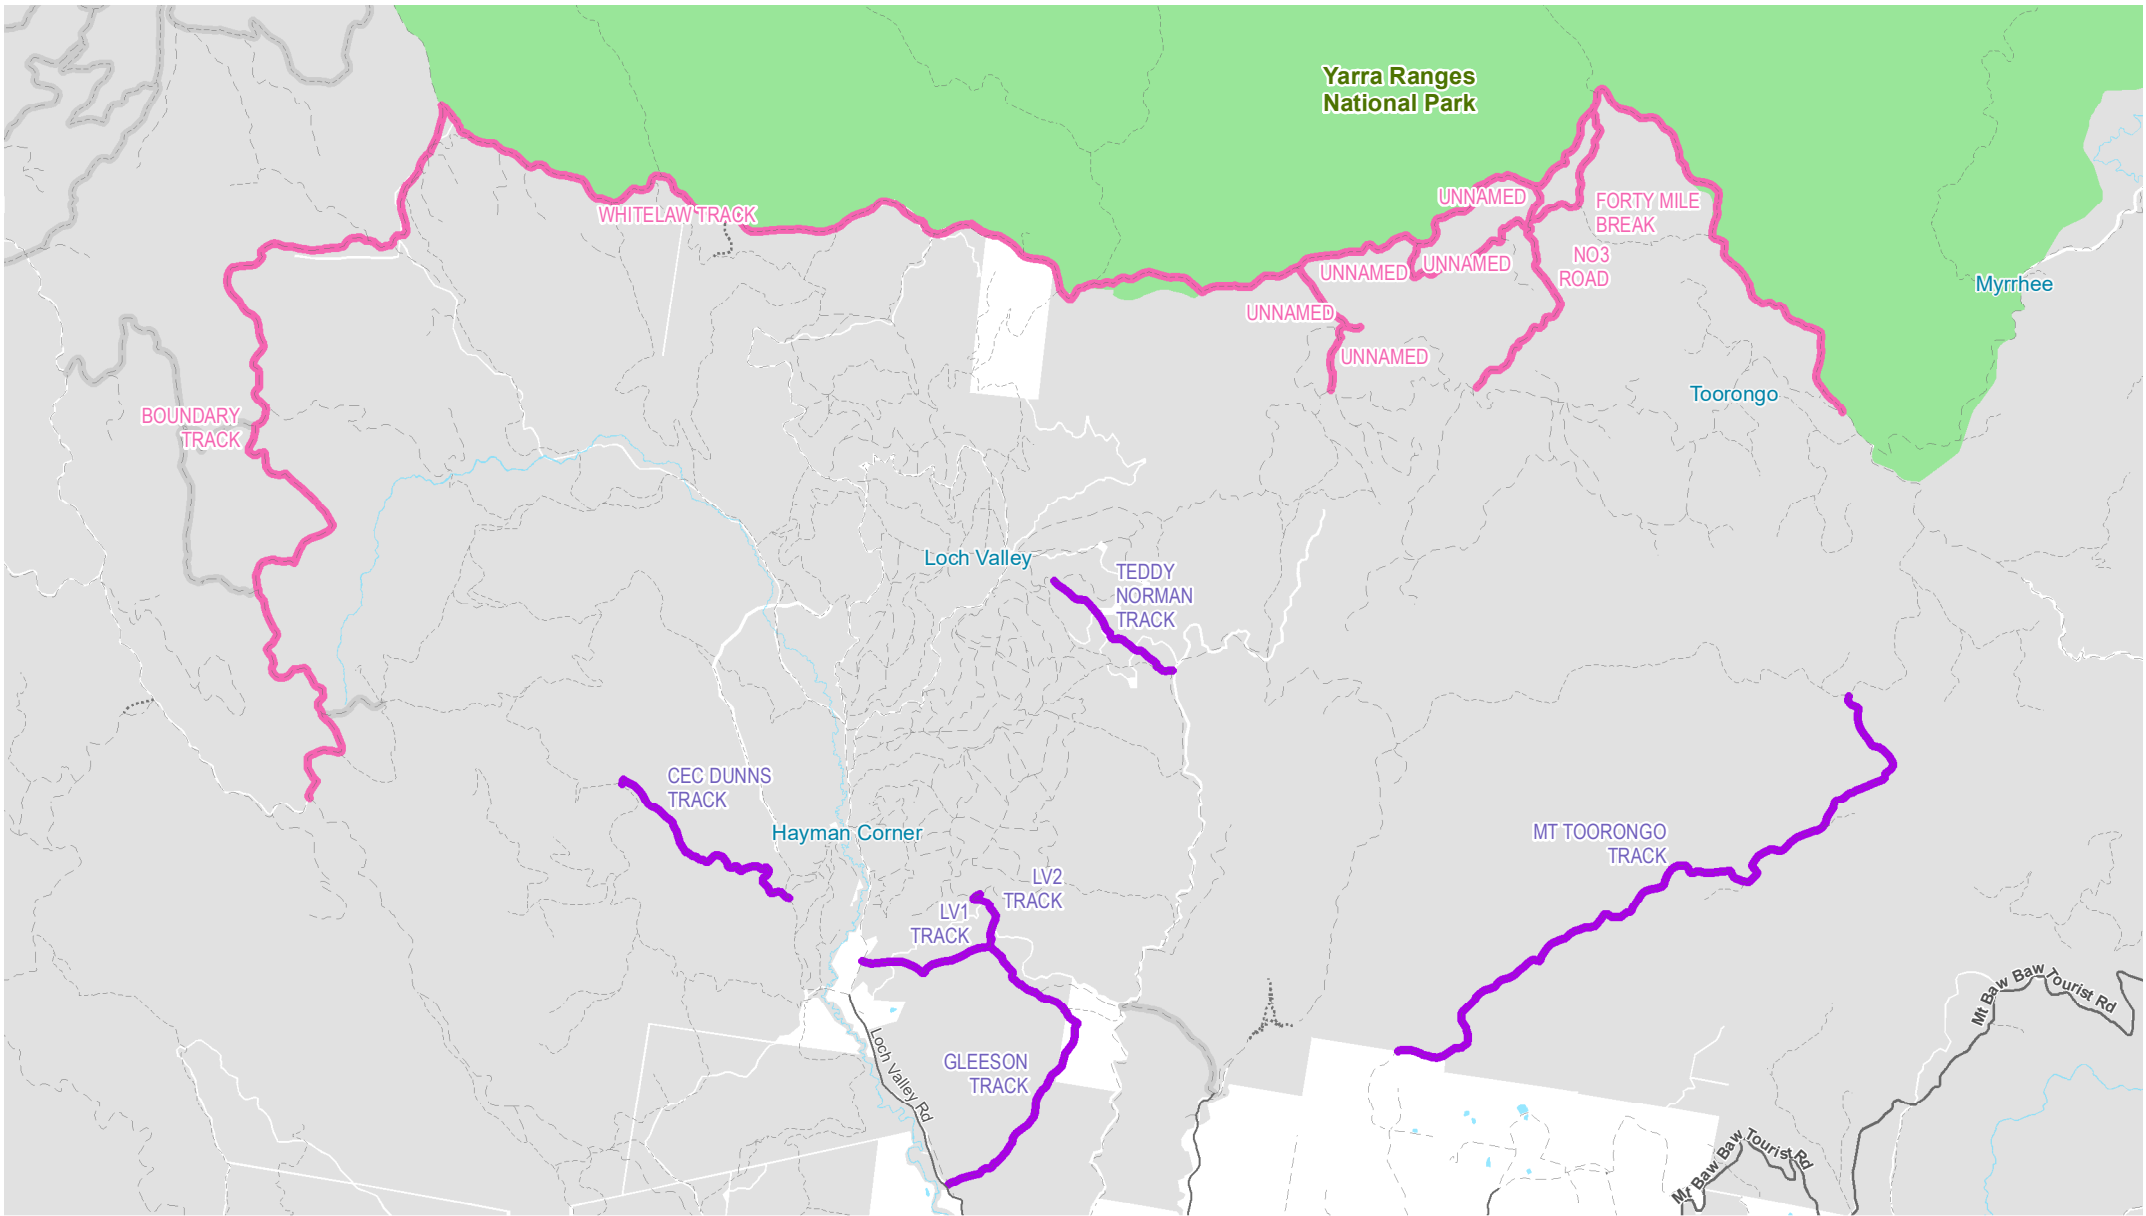 Yarra Ranges
National Park
WHITELAW TRACK
UNNAMED
FORTY MILE
BREAK
UNNAMED
UNNAMED
NO3
ROAD
UNNAMED
UNNAMED
Myrrhee
Toorongo
BOUNDARY
TRACK
Loch Valley
TEDDY
NORMAN
TRACK
CEC DUNNS
TRACK
Hayman Corner
MT TOORONGO
TRACK
LV2
TRACK
LV1
TRACK
GLEESON
TRACK
Loch Valley Rd
Mt Baw Baw Tourist Rd
Mt Baw Baw Tourist Rd